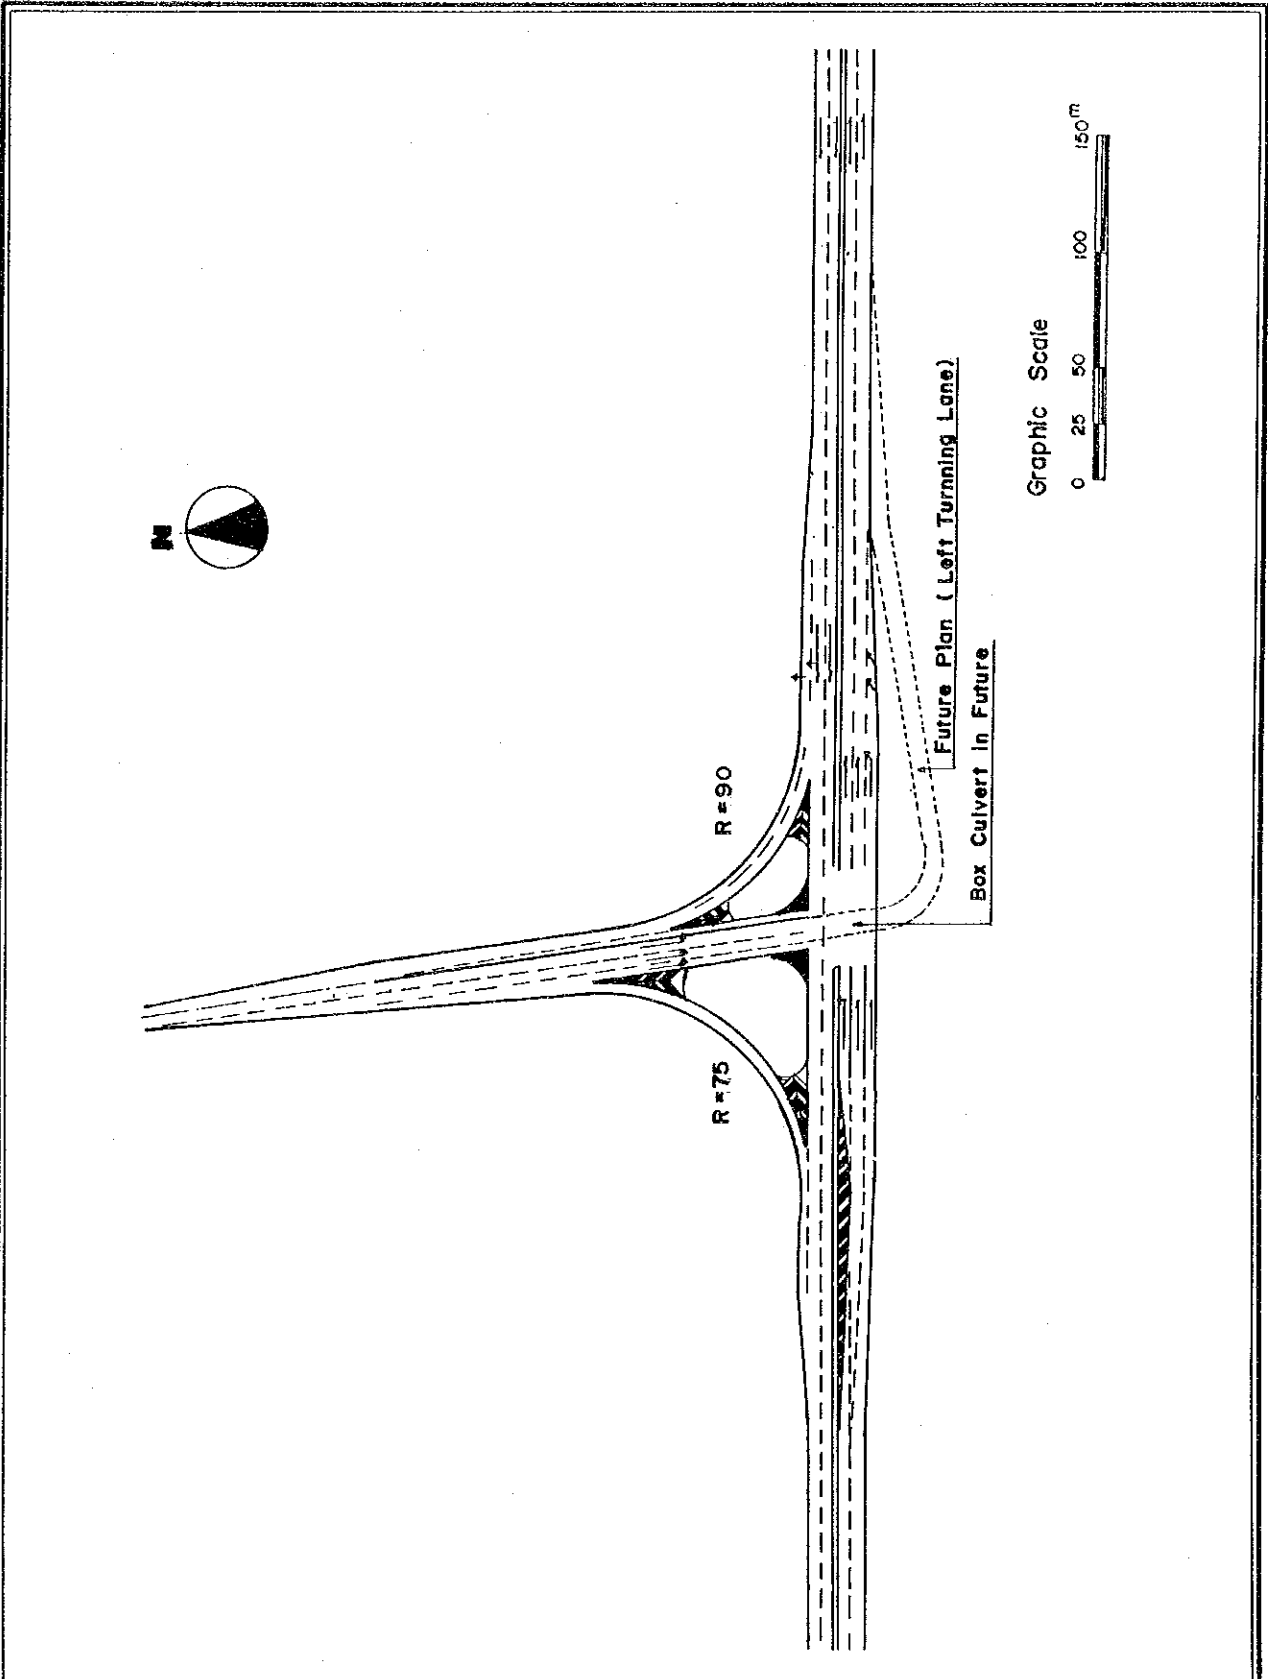 N
R=90
R=75
Future Plan (Left Turnning Lane)
Box Culvert in Future
Graphic Scale
0 25 50 100 150m